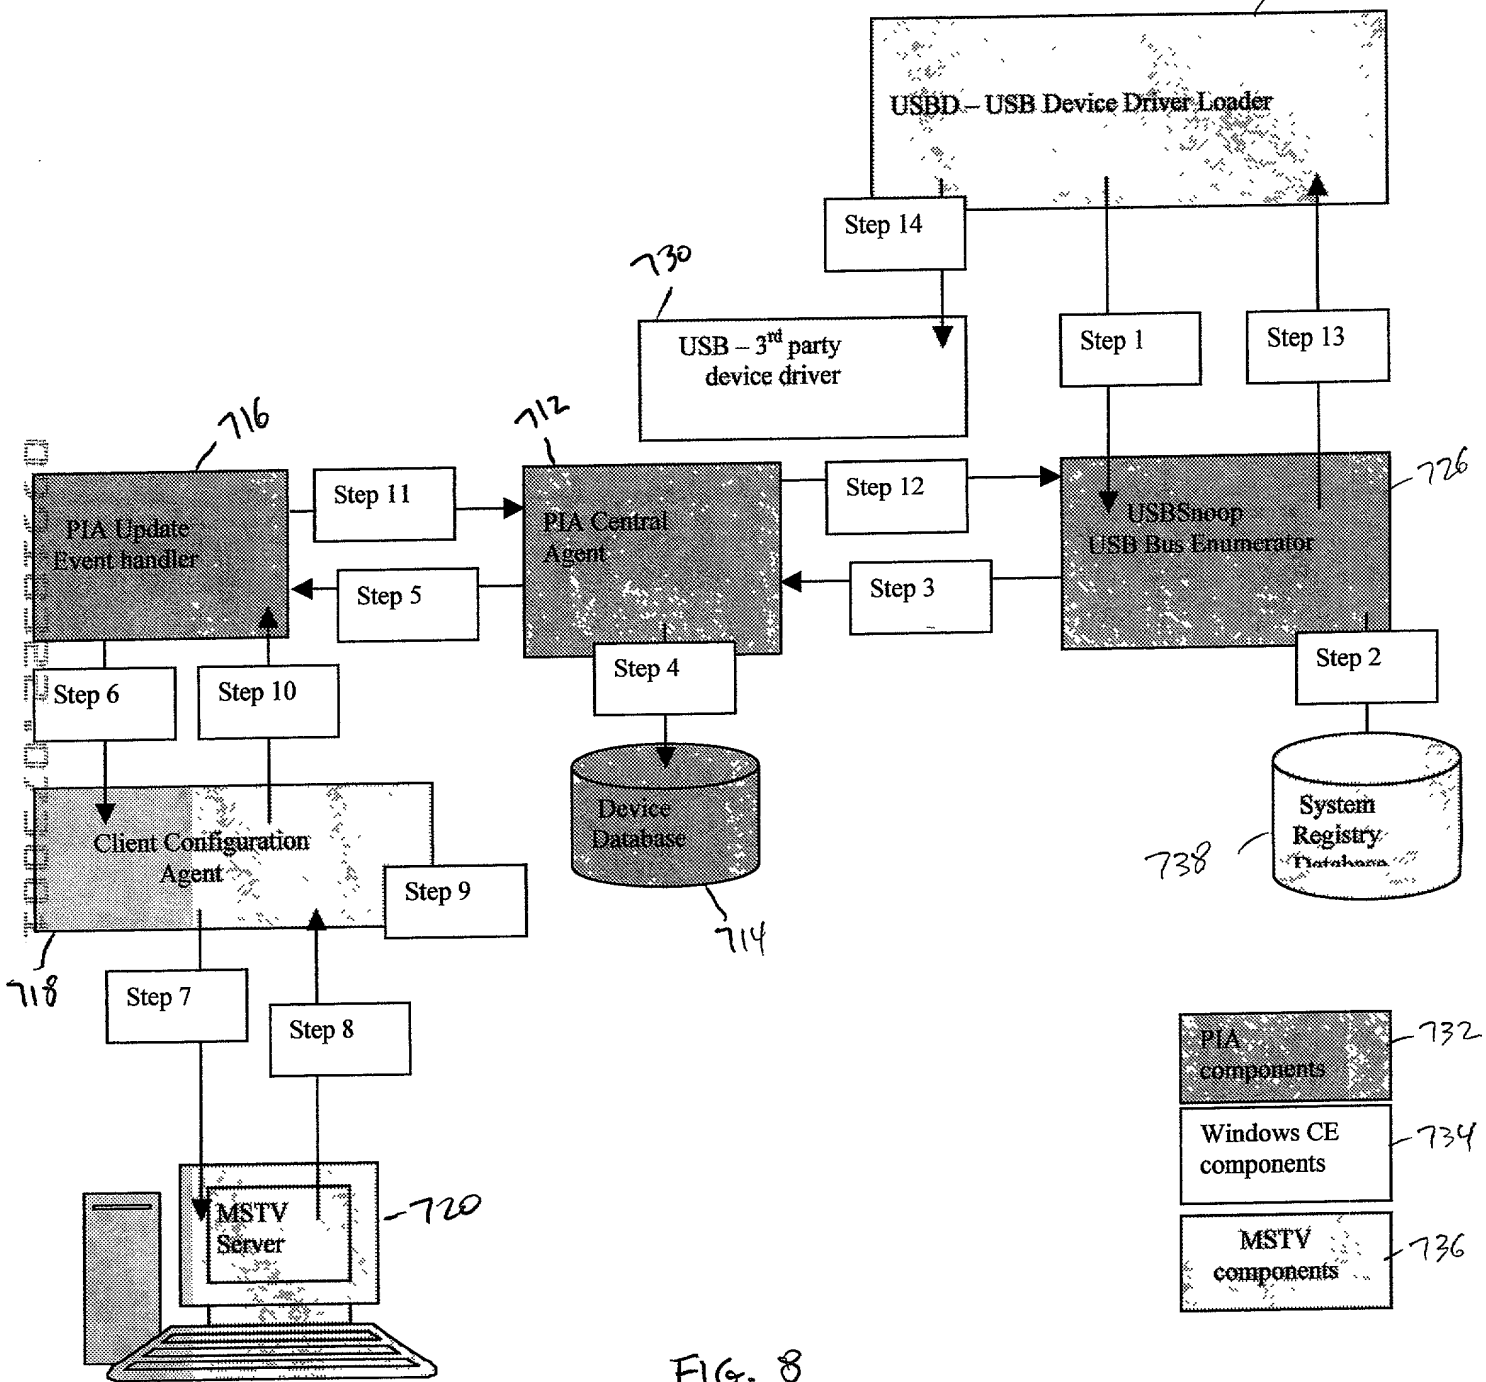 USBD – USB Device Driver Loader
Step 14
730
USB – 3rd party
device driver
Step 1
Step 13
716
712
726
Step 11
Step 12
PIA Update
Event handler
PIA Central
Agent
USBSnoop
USB Bus Enumerator
Step 5
Step 3
Step 6
Step 10
Step 4
Step 2
Device
Database
System
Registry
Database
738
714
Client Configuration
Agent
Step 9
718
Step 7
Step 8
MSTV
Server
720
PIA
components
732
Windows CE
components
734
MSTV
components
736
FIG. 8